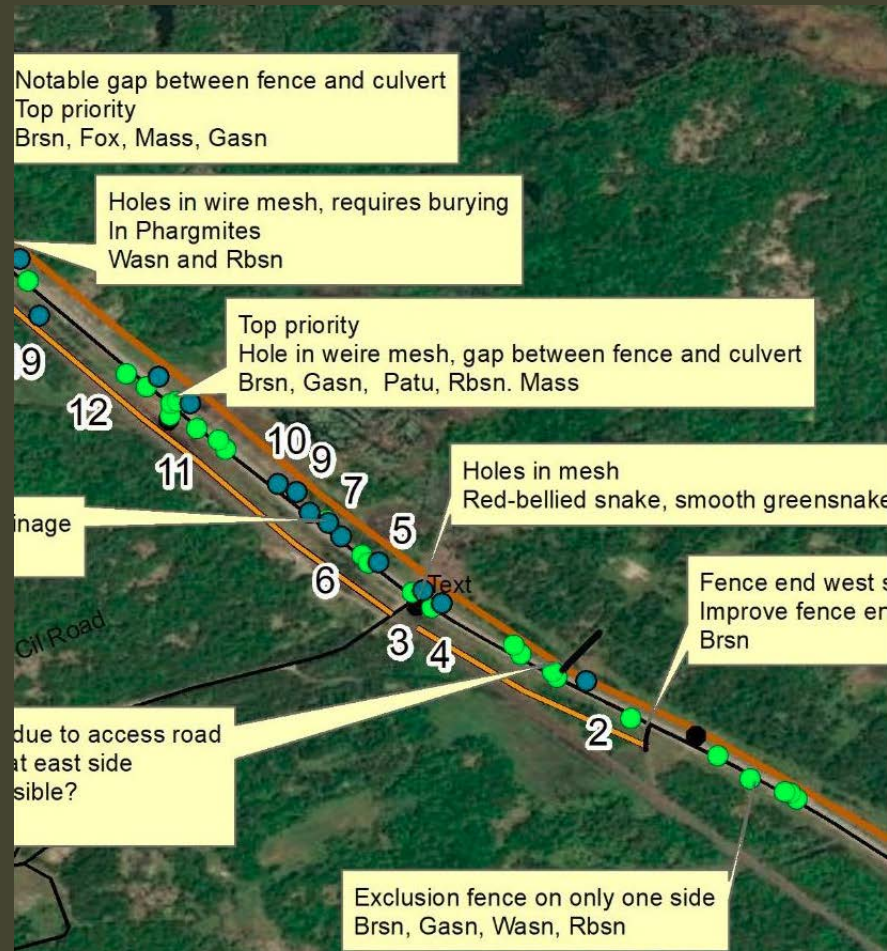 Notable gap between fence and culvert
Top priority
Brsn, Fox, Mass, Gasn
Holes in wire mesh, requires burying
In Phargmites
Wasn and Rbsn
Top priority
Hole in weire mesh, gap between fence and culvert
Brsn, Gasn, Patu, Rbsn. Mass
19
12
11
10
9
7
Holes in mesh
Red-bellied snake, smooth greensnake
inage
5
6
Text
Fence end west s
Improve fence en
Brsn
Cil Road
3
4
due to access road
at east side
sible?
2
Exclusion fence on only one side
Brsn, Gasn, Wasn, Rbsn